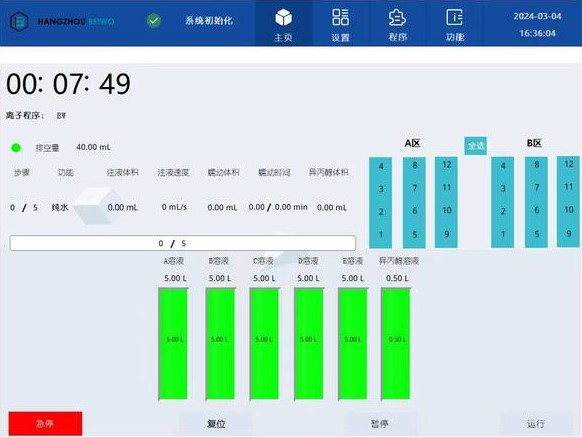 HANGZHOU BEIWO 系统初始化 主页 设置 程序 功能 2024-03-04 16:36:04
00: 07: 49
离子程序： BW
排空量 40.00 mL
步骤 功能 注液体积 注液速度 蠕动体积 蠕动时间 异丙醇体积
0 / 5 纯水 0.00 mL 0 mL/s 0.00 mL 0.00 / 0.00 min 0.00 mL
0 / 5
A区 全选 B区
4 8 12 4 8 12
3 7 11 3 7 11
2 6 10 2 6 10
1 5 9 1 5 9
A溶液 B溶液 C溶液 D溶液 E溶液 异丙醇溶液
5.00 L 5.00 L 5.00 L 5.00 L 5.00 L 0.50 L
5.00 L 5.00 L 5.00 L 5.00 L 5.00 L 0.50 L
急停 复位 暂停 运行